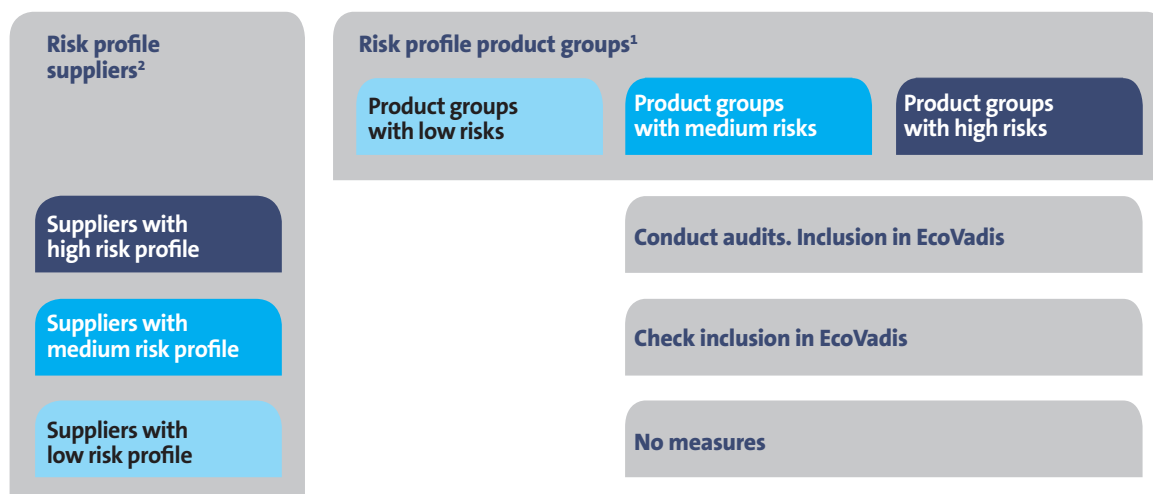 Risk profile
suppliers²
Risk profile product groups¹
Product groups
with low risks
Product groups
with medium risks
Product groups
with high risks
Suppliers with
high risk profile
Conduct audits. Inclusion in EcoVadis
Suppliers with
medium risk profile
Check inclusion in EcoVadis
Suppliers with
low risk profile
No measures